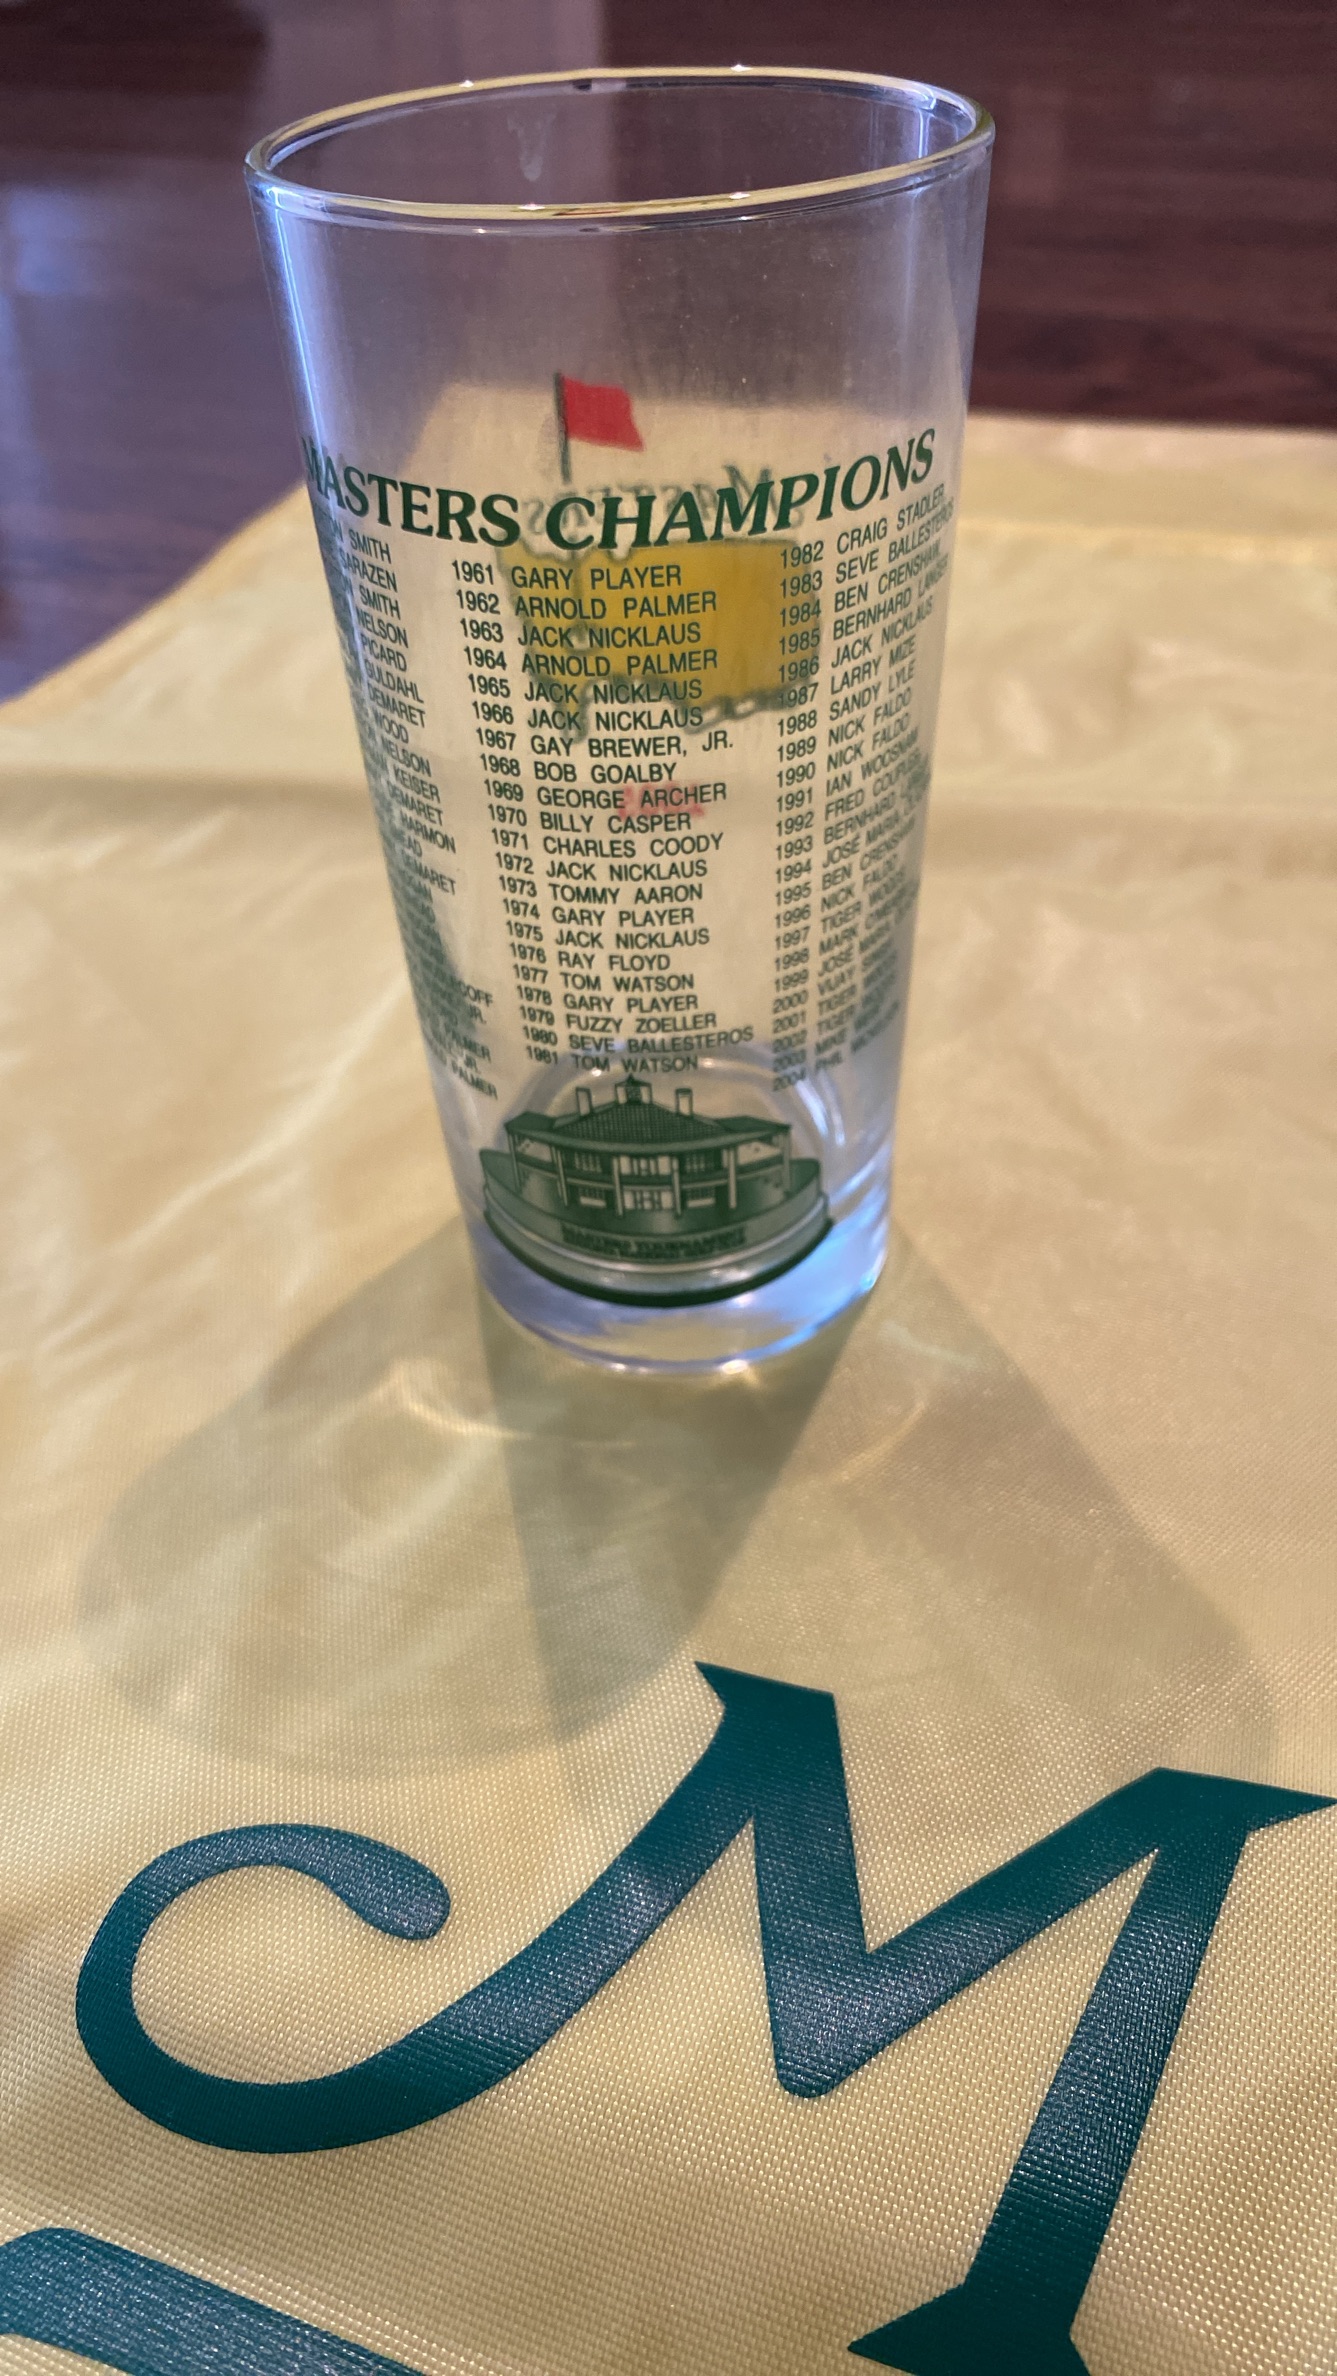 MASTERS CHAMPIONS
SMITH
SARAZEN
SMITH
NELSON
PICARD
GULDAHL
DEMARET
WOOD
NELSON
KEISER
DEMARET
HARMON
DEMARET
JR.
PALMER
1961 GARY PLAYER
1962 ARNOLD PALMER
1963 JACK NICKLAUS
1964 ARNOLD PALMER
1965 JACK NICKLAUS
1966 JACK NICKLAUS
1967 GAY BREWER, JR.
1968 BOB GOALBY
1969 GEORGE ARCHER
1970 BILLY CASPER
1971 CHARLES COODY
1972 JACK NICKLAUS
1973 TOMMY AARON
1974 GARY PLAYER
1975 JACK NICKLAUS
1976 RAY FLOYD
1977 TOM WATSON
1978 GARY PLAYER
1979 FUZZY ZOELLER
1980 SEVE BALLESTEROS
1981 TOM WATSON
1982 CRAIG STADLER
1983 SEVE BALLESTEROS
1984 BEN CRENSHAW
1985 BERNHARD LANGER
1986 JACK NICKLAUS
1987 LARRY MIZE
1988 SANDY LYLE
1989 NICK FALDO
1990 NICK FALDO
1991 IAN WOOSNAM
1992 FRED COUPLES
1993 BERNHARD
1994 JOSÉ MARIA
1995 BEN CRENSHAW
1996 NICK FALDO
1997 TIGER WOODS
1998 MARK
1999 JOSÉ MARIA
2000 VIJAY SINGH
2001 TIGER WOODS
2002 TIGER WOODS
2003 MIKE WEIR
2004 PHIL MICKELSON
MASTERS TOURNAMENT
M